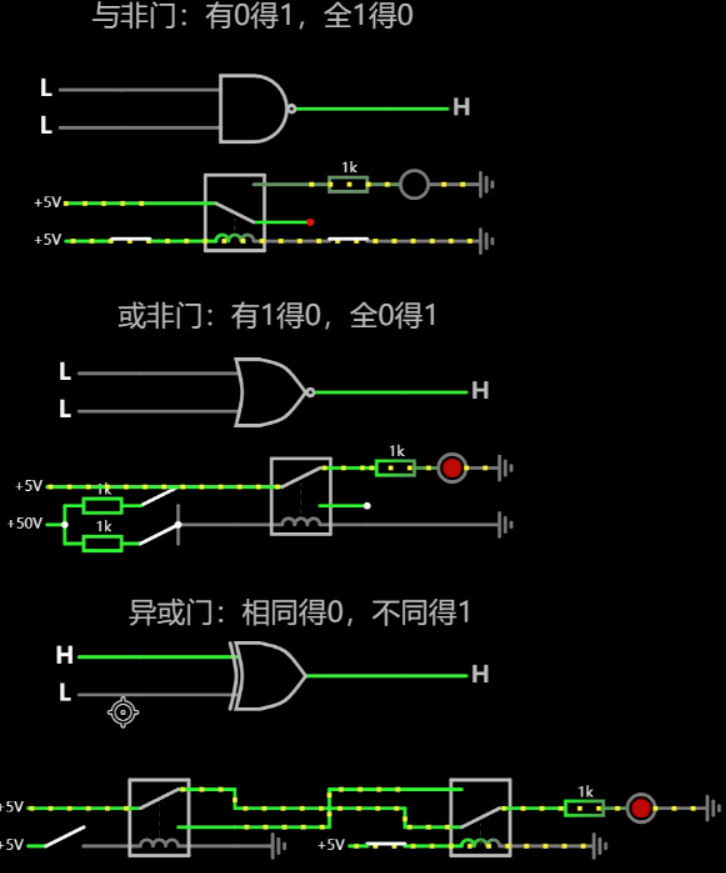 与非门：有0得1，全1得0
L
H
L
1k
+5V
+5V
或非门：有1得0，全0得1
L
H
L
1k
+5V
1k
+50V
1k
异或门：相同得0，不同得1
H
H
L
1k
+5V
+5V
+5V